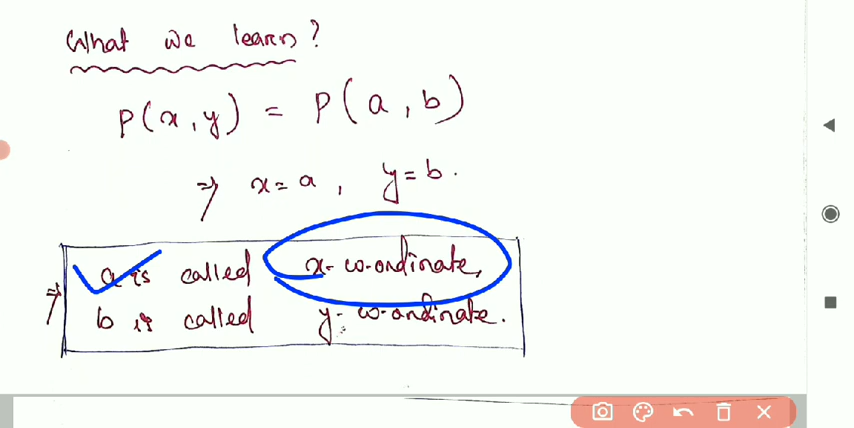 What we learn?
P(x,y) = P(a,b)
⇒ x=a, y=b.
⇒ a is called x-co-ordinate,
b is called y-co-ordinate.